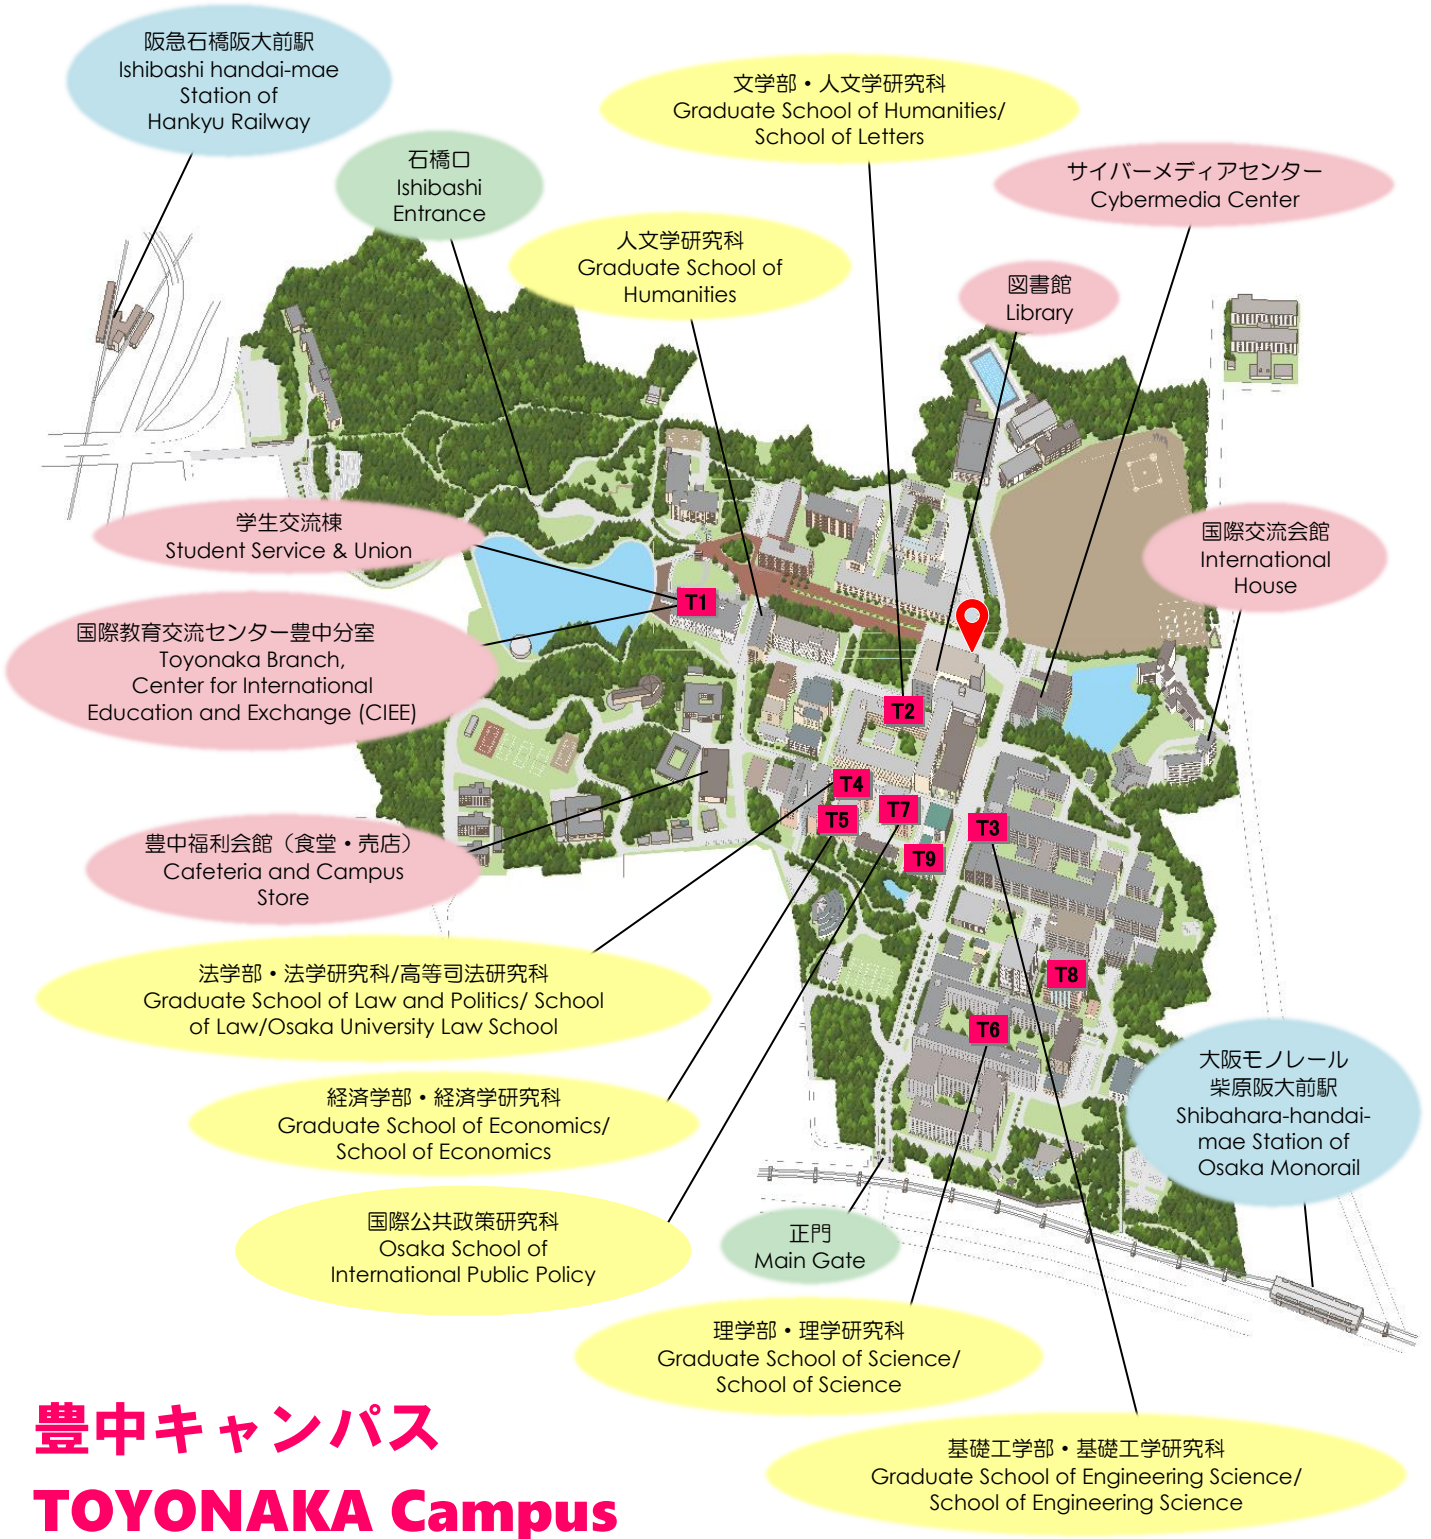 阪急石橋阪大前駅
Ishibashi handai-mae
Station of
Hankyu Railway
文学部・人文学研究科
Graduate School of Humanities/
School of Letters
石橋口
Ishibashi
Entrance
サイバーメディアセンター
Cybermedia Center
人文学研究科
Graduate School of
Humanities
図書館
Library
学生交流棟
Student Service & Union
国際交流会館
International
House
T1
国際教育交流センター豊中分室
Toyonaka Branch,
Center for International
Education and Exchange (CIEE)
T2
T4
T7
T5
T3
T9
豊中福利会館（食堂・売店）
Cafeteria and Campus
Store
法学部・法学研究科/高等司法研究科
Graduate School of Law and Politics/ School
of Law/Osaka University Law School
T8
T6
大阪モノレール
柴原阪大前駅
Shibahara-handai-
mae Station of
Osaka Monorail
経済学部・経済学研究科
Graduate School of Economics/
School of Economics
国際公共政策研究科
Osaka School of
International Public Policy
正門
Main Gate
理学部・理学研究科
Graduate School of Science/
School of Science
基礎工学部・基礎工学研究科
Graduate School of Engineering Science/
School of Engineering Science
豊中キャンパス
TOYONAKA Campus